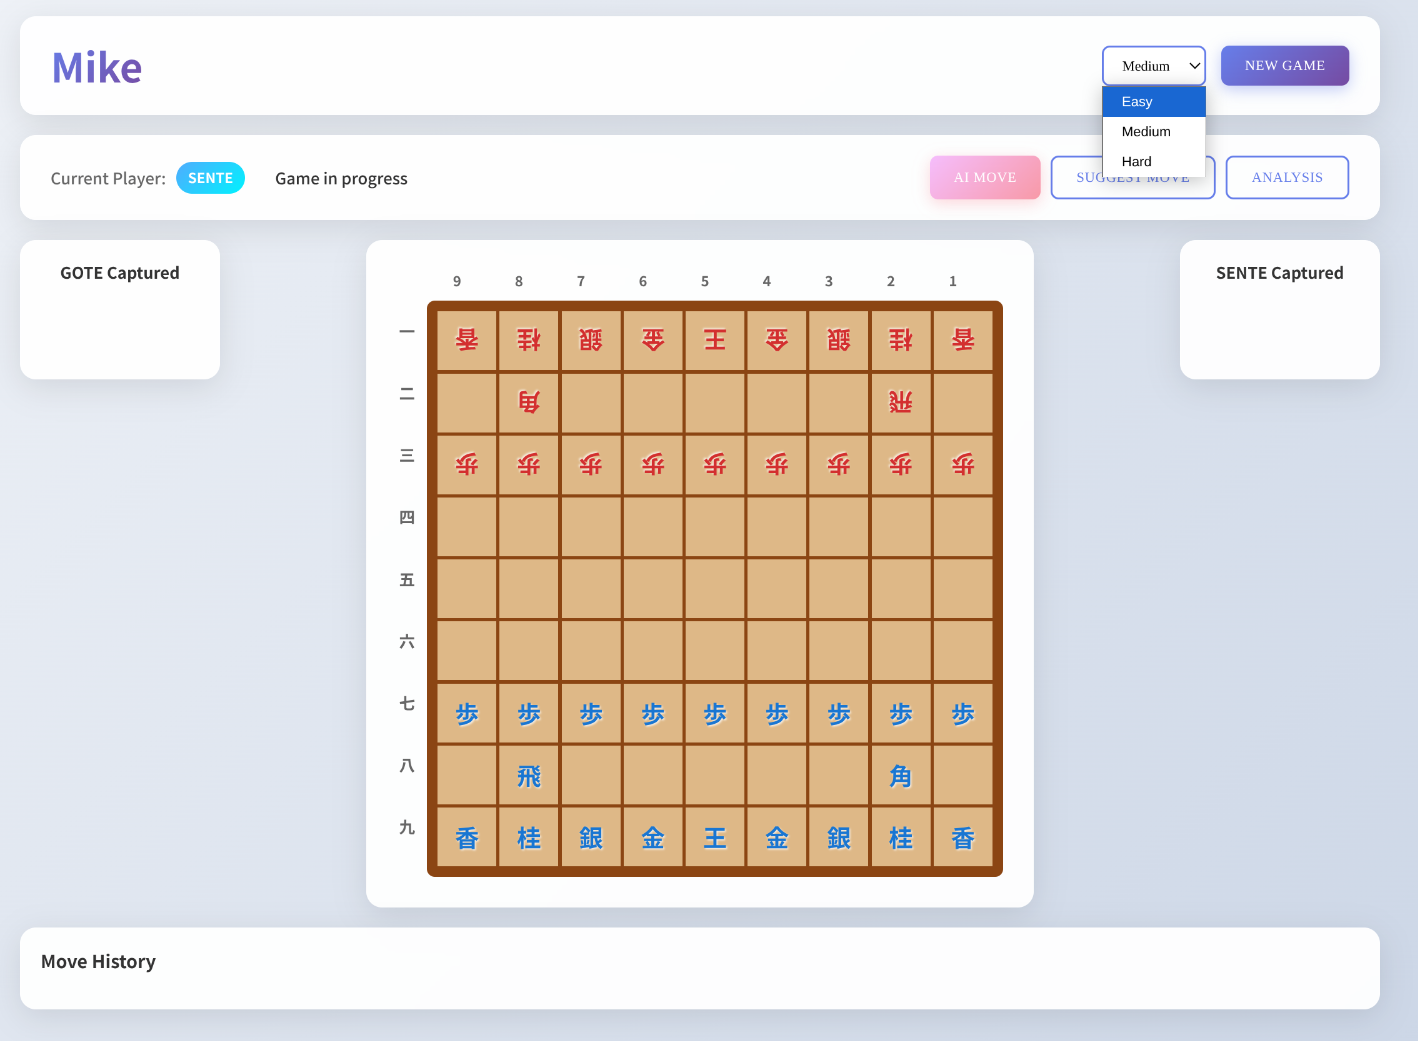 Mike
Medium
NEW GAME
Easy
Medium
Hard
Current Player: SENTE Game in progress
AI MOVE
SUGGEST MOVE
ANALYSIS
GOTE Captured
SENTE Captured
9 8 7 6 5 4 3 2 1
一 香 桂 銀 金 王 金 銀 桂 香
二 角 飛
三 歩 歩 歩 歩 歩 歩 歩 歩 歩
四
五
六
七 歩 歩 歩 歩 歩 歩 歩 歩 歩
八 飛 角
九 香 桂 銀 金 王 金 銀 桂 香
Move History